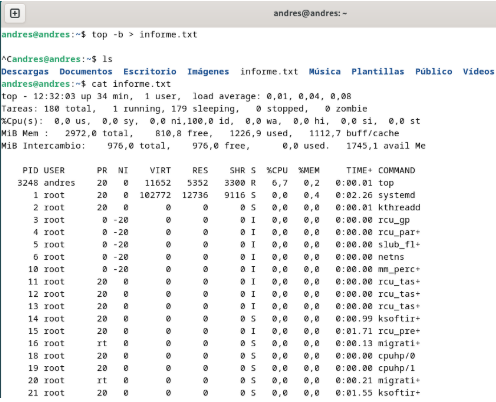 andres@andres: ~
andres@andres:~$ top -b > informe.txt
^Candres@andres:~$ ls
Descargas Documentos Escritorio Imágenes informe.txt Música Plantillas Público Vídeos
andres@andres:~$ cat informe.txt
top - 12:32:03 up 34 min, 1 user, load average: 0,01, 0,04, 0,08
Tareas: 180 total, 1 running, 179 sleeping, 0 stopped, 0 zombie
%Cpu(s): 0,0 us, 0,0 sy, 0,0 ni,100,0 id, 0,0 wa, 0,0 hi, 0,0 si, 0,0 st
MiB Mem : 2972,0 total, 810,8 free, 1226,9 used, 1112,7 buff/cache
MiB Intercambio: 976,0 total, 976,0 free, 0,0 used. 1745,1 avail Me
PID USER PR NI VIRT RES SHR S %CPU %MEM TIME+ COMMAND
3248 andres 20 0 11652 5352 3300 R 6,7 0,2 0:00.01 top
1 root 20 0 102772 12736 9116 S 0,0 0,4 0:02.26 systemd
2 root 20 0 0 0 0 S 0,0 0,0 0:00.01 kthreadd
3 root 0 -20 0 0 0 I 0,0 0,0 0:00.00 rcu_gp
4 root 0 -20 0 0 0 I 0,0 0,0 0:00.00 rcu_par+
5 root 0 -20 0 0 0 I 0,0 0,0 0:00.00 slub_fl+
6 root 0 -20 0 0 0 I 0,0 0,0 0:00.00 netns
10 root 0 -20 0 0 0 I 0,0 0,0 0:00.00 mm_perc+
11 root 20 0 0 0 0 I 0,0 0,0 0:00.00 rcu_tas+
12 root 20 0 0 0 0 I 0,0 0,0 0:00.00 rcu_tas+
13 root 20 0 0 0 0 I 0,0 0,0 0:00.00 rcu_tas+
14 root 20 0 0 0 0 S 0,0 0,0 0:00.99 ksoftir+
15 root 20 0 0 0 0 I 0,0 0,0 0:01.71 rcu_pre+
16 root rt 0 0 0 0 S 0,0 0,0 0:00.13 migrati+
18 root 20 0 0 0 0 S 0,0 0,0 0:00.00 cpuhp/0
19 root 20 0 0 0 0 S 0,0 0,0 0:00.00 cpuhp/1
20 root rt 0 0 0 0 S 0,0 0,0 0:00.21 migrati+
21 root 20 0 0 0 0 S 0,0 0,0 0:01.55 ksoftir+